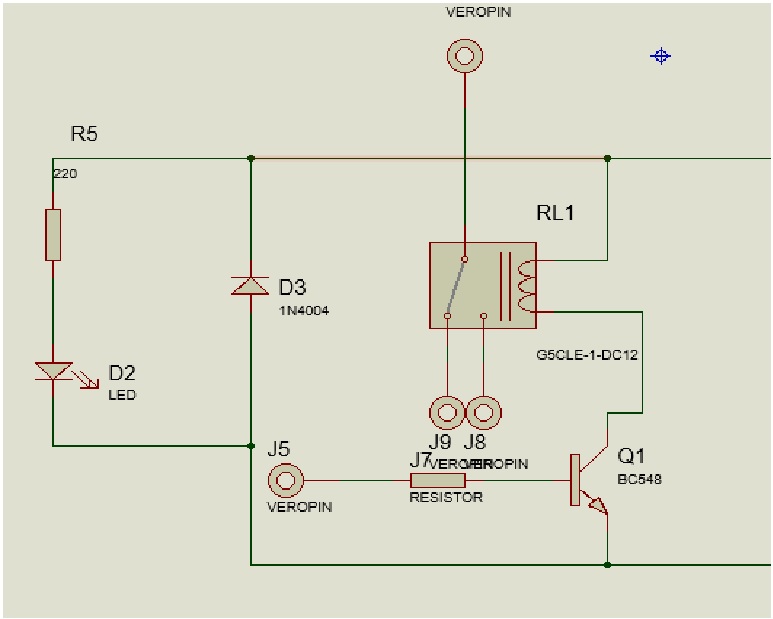 VEROPIN
R5
220
RL1
D3
1N4004
G5CLE-1-DC12
D2
LED
J9
J8
J5
J7
VEROPIN
VEROPIN
Q1
BC548
RESISTOR
VEROPIN